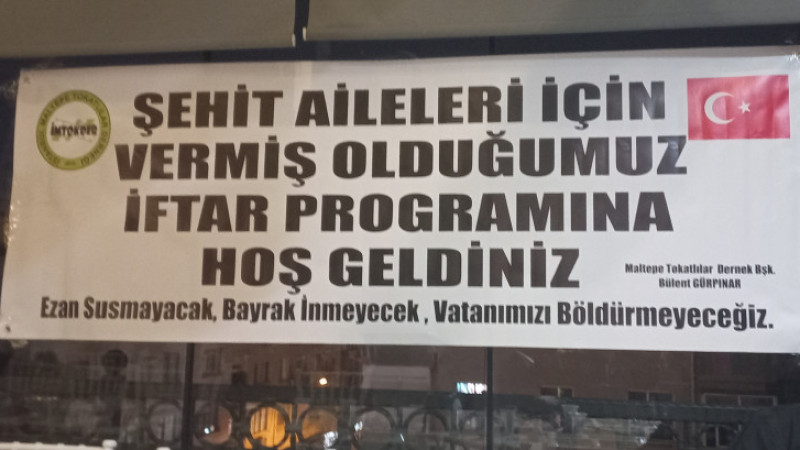 ŞEHİT AİLELERİ İÇİN
VERMİŞ OLDUĞUMUZ
İFTAR PROGRAMINA
HOŞ GELDİNİZ
Maltepe Tokatlılar Dernek Bşk.
Bülent GÜRPINAR
Ezan Susmayacak, Bayrak İnmeyecek , Vatanımızı Böldürmeyeceğiz.